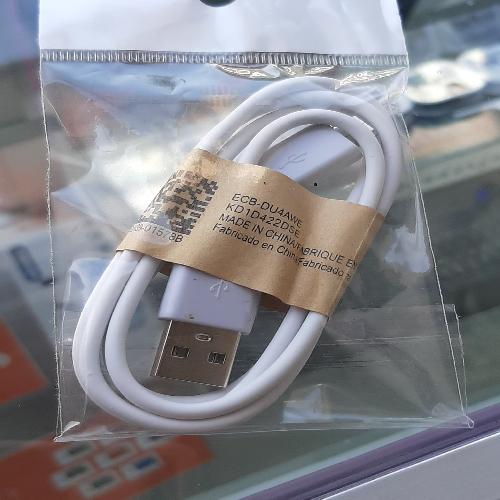 ECB-DU4AWE
KD1D422DSE
MADE IN CHINA/FABRIQUE EN
Fabricado en China/Fabricado